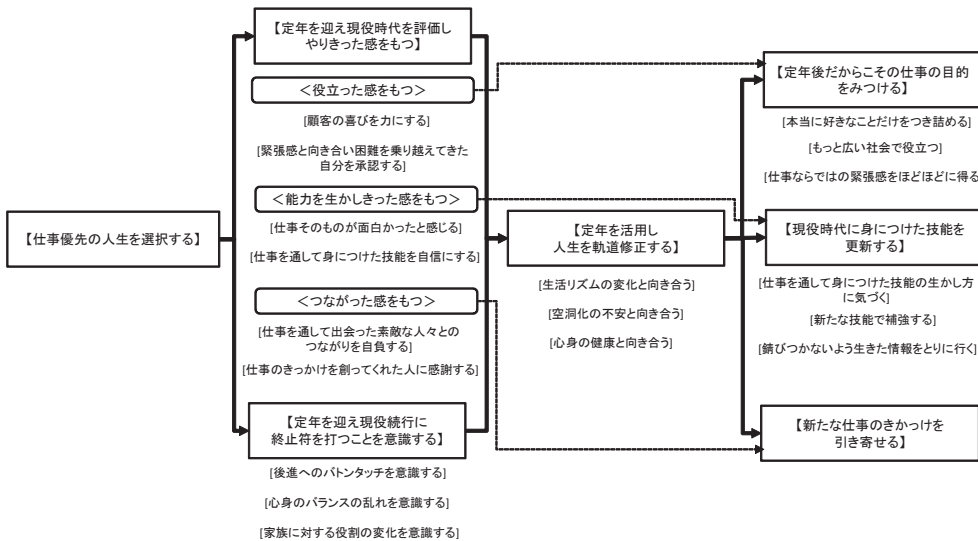 【仕事優先の人生を選択する】
【定年を迎え現役時代を評価し
やりきった感をもつ】
＜役立った感をもつ＞
[顧客の喜びを力にする]
[緊張感と向き合い困難を乗り越えてきた
自分を承認する]
＜能力を生かしきった感をもつ＞
[仕事そのものが面白かったと感じる]
[仕事を通して身につけた技能を自信にする]
＜つながった感をもつ＞
[仕事を通して出会った素敵な人々との
つながりを自負する]
[仕事のきっかけを創ってくれた人に感謝する]
【定年を迎え現役続行に
終止符を打つことを意識する】
[後進へのバトンタッチを意識する]
[心身のバランスの乱れを意識する]
[家族に対する役割の変化を意識する]
【定年を活用し
人生を軌道修正する】
[生活リズムの変化と向き合う]
[空洞化の不安と向き合う]
[心身の健康と向き合う]
【定年後だからこその仕事の目的
をみつける】
[本当に好きなことだけをつき詰める]
[もっと広い社会で役立つ]
[仕事ならではの緊張感をほどほどに得る]
【現役時代に身につけた技能を
更新する】
[仕事を通して身につけた技能の生かし方
に気づく]
[新たな技能で補強する]
[錆びつかないよう生きた情報をとりに行く]
【新たな仕事のきかっけを
引き寄せる】